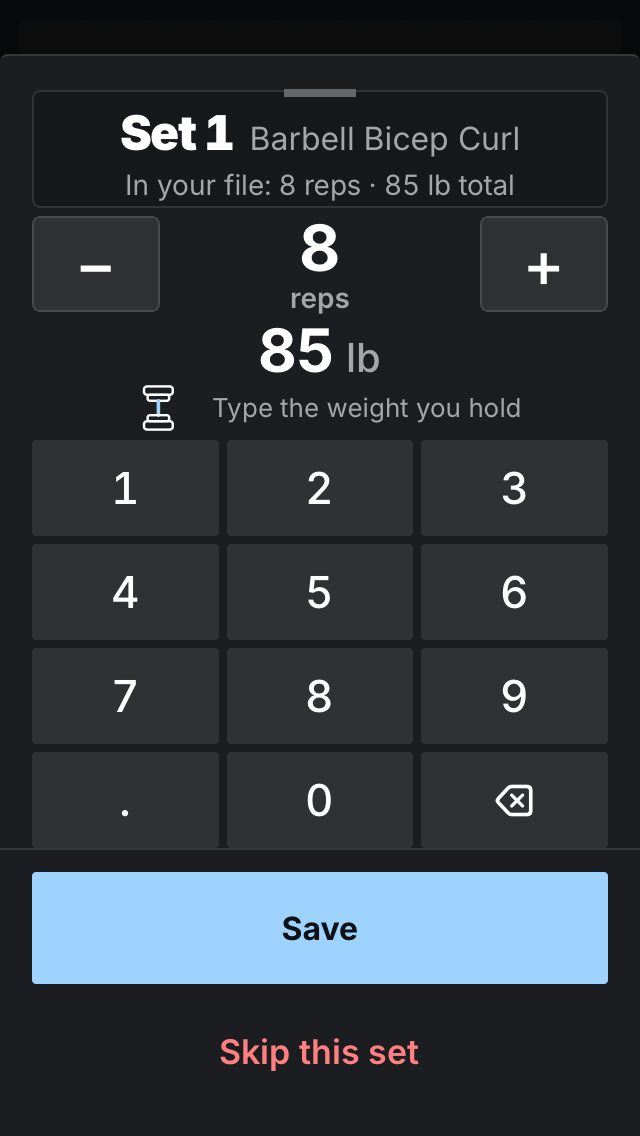 Set 1 Barbell Bicep Curl
In your file: 8 reps · 85 lb total
− 8 +
reps
85 lb
Type the weight you hold
1 2 3
4 5 6
7 8 9
. 0
Save
Skip this set